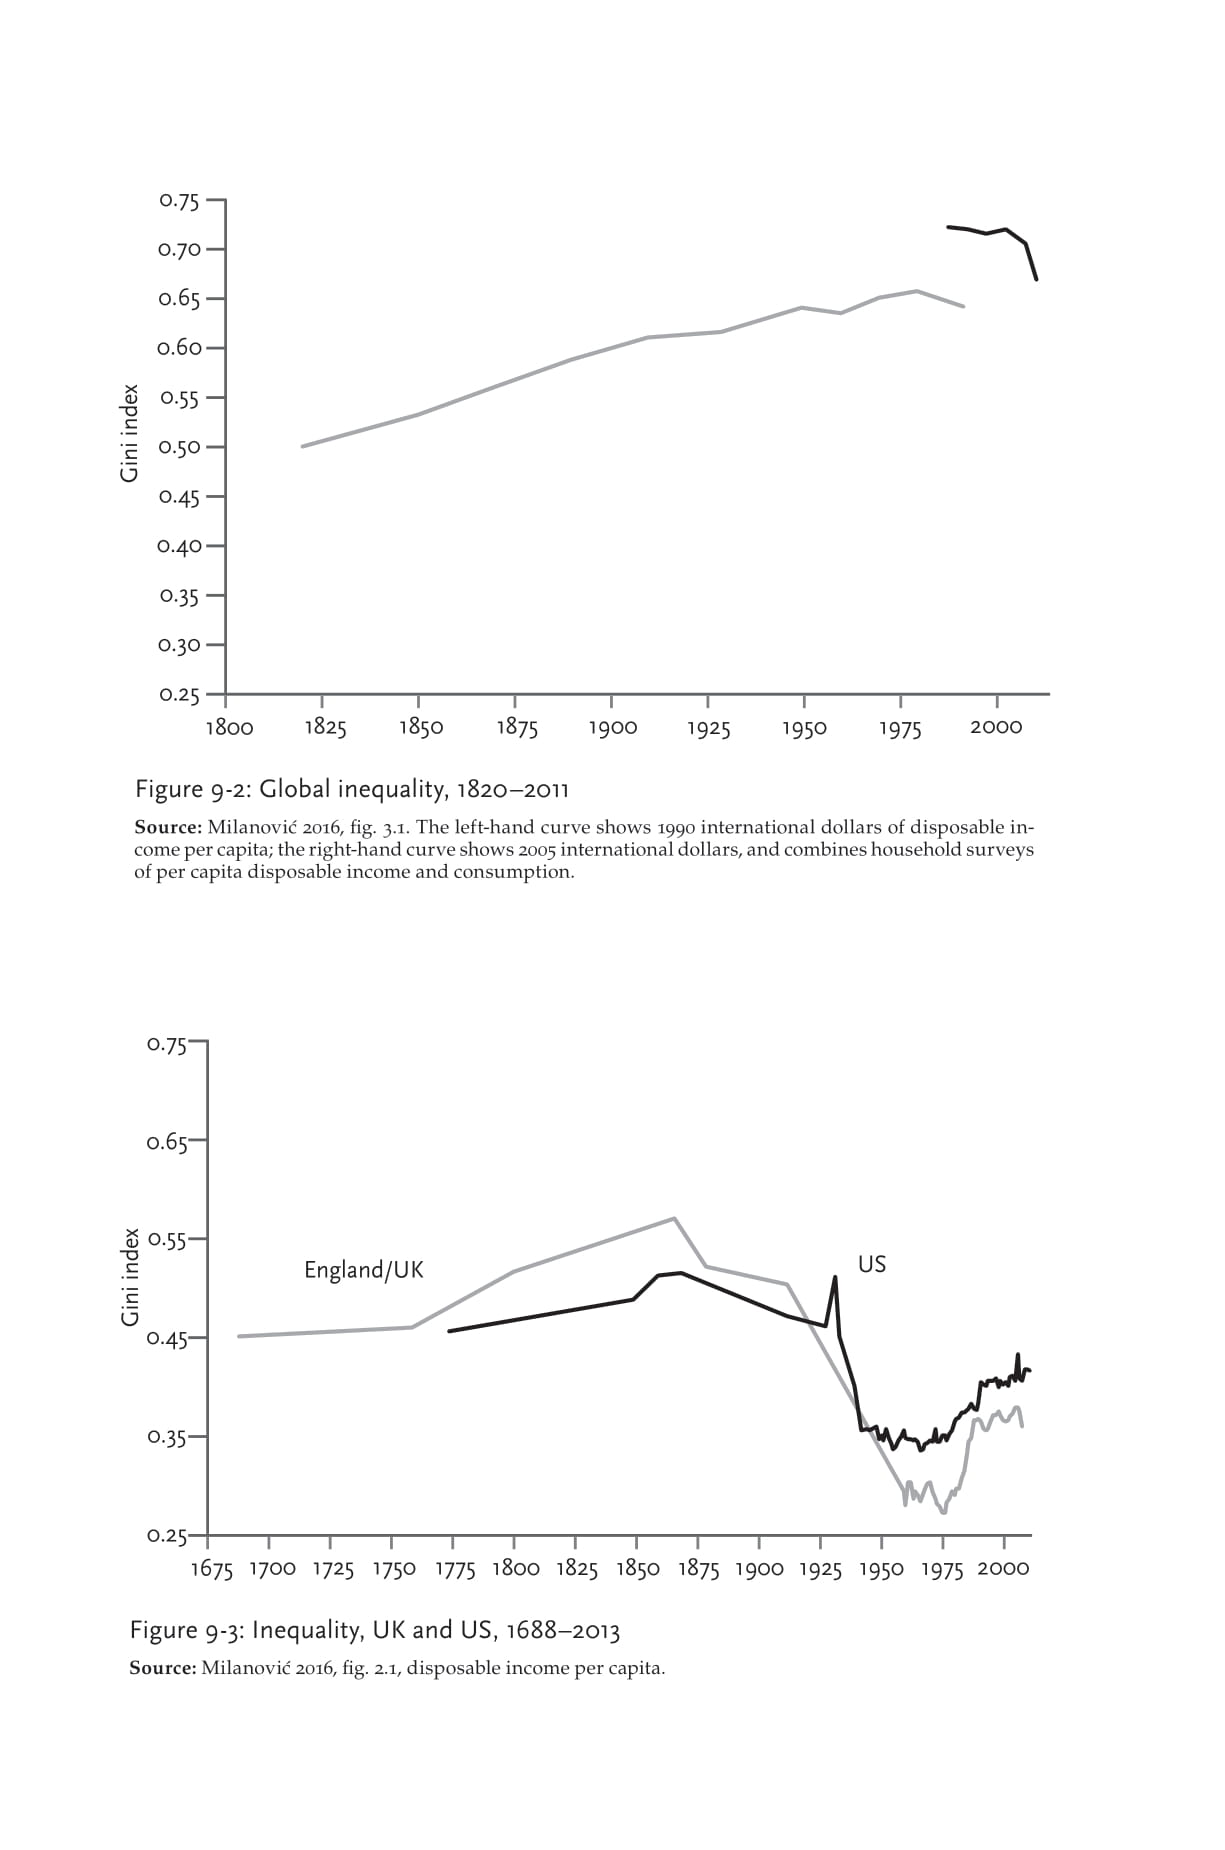 0.75
0.70
0.65
0.60
0.55
0.50
0.45
0.40
0.35
0.30
0.25
Gini index
1800 1825 1850 1875 1900 1925 1950 1975 2000
Figure 9-2: Global inequality, 1820–2011
Source: Milanović 2016, fig. 3.1. The left-hand curve shows 1990 international dollars of disposable in-
come per capita; the right-hand curve shows 2005 international dollars, and combines household surveys
of per capita disposable income and consumption.
0.75
0.65
0.55
0.45
0.35
0.25
Gini index
England/UK
US
1675 1700 1725 1750 1775 1800 1825 1850 1875 1900 1925 1950 1975 2000
Figure 9-3: Inequality, UK and US, 1688–2013
Source: Milanović 2016, fig. 2.1, disposable income per capita.